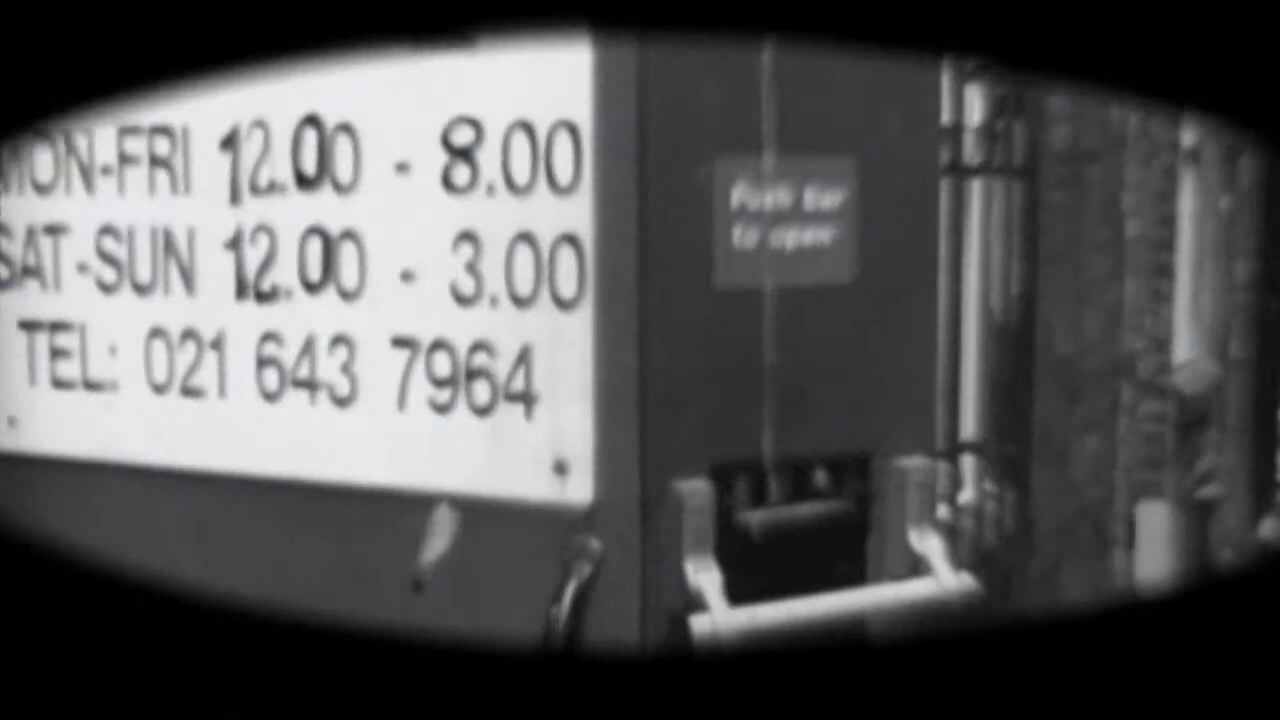 MON-FRI 12.00 - 8.00
SAT-SUN 12.00 - 3.00
TEL: 021 643 7964
Push bar
to open